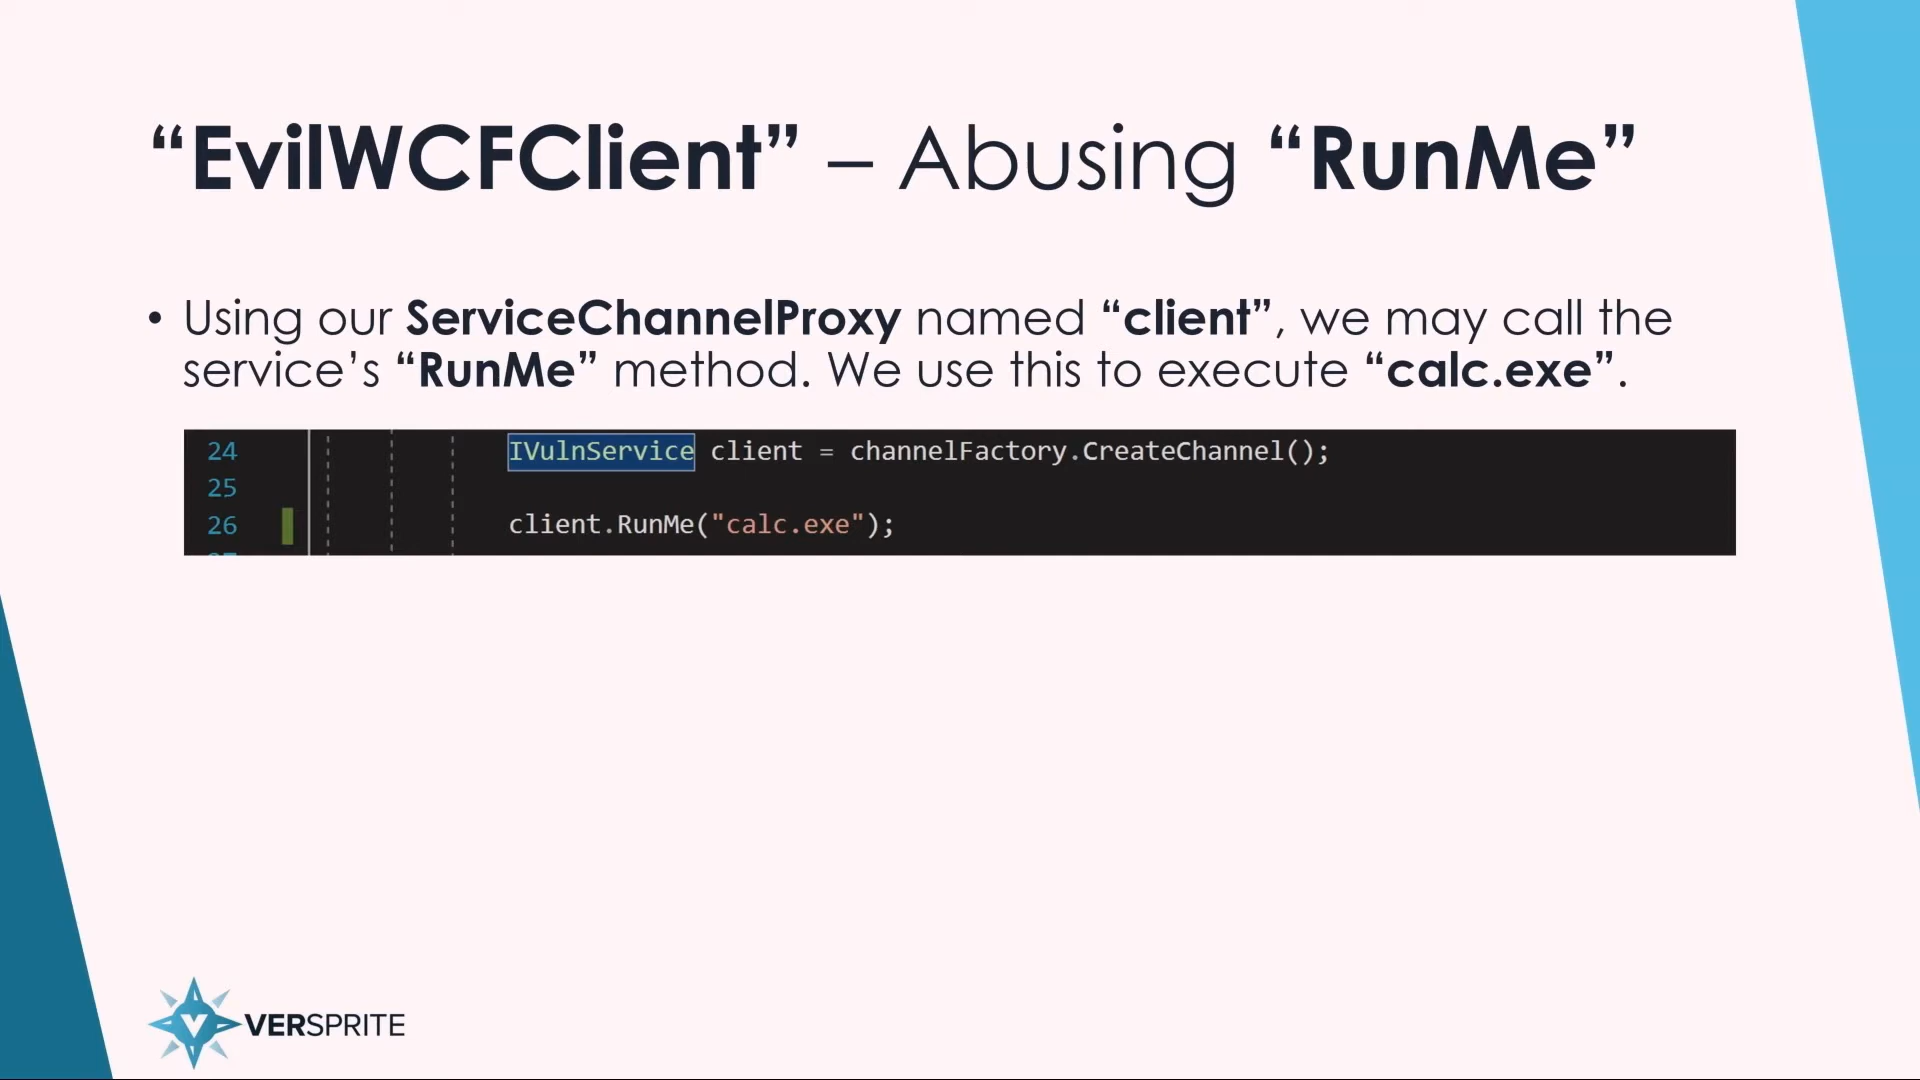 “EvilWCFClient” – Abusing “RunMe”
• Using our ServiceChannelProxy named “client”, we may call the
service’s “RunMe” method. We use this to execute “calc.exe”.
24 IVulnService client = channelFactory.CreateChannel();
25
26 client.RunMe("calc.exe");
VERSPRITE